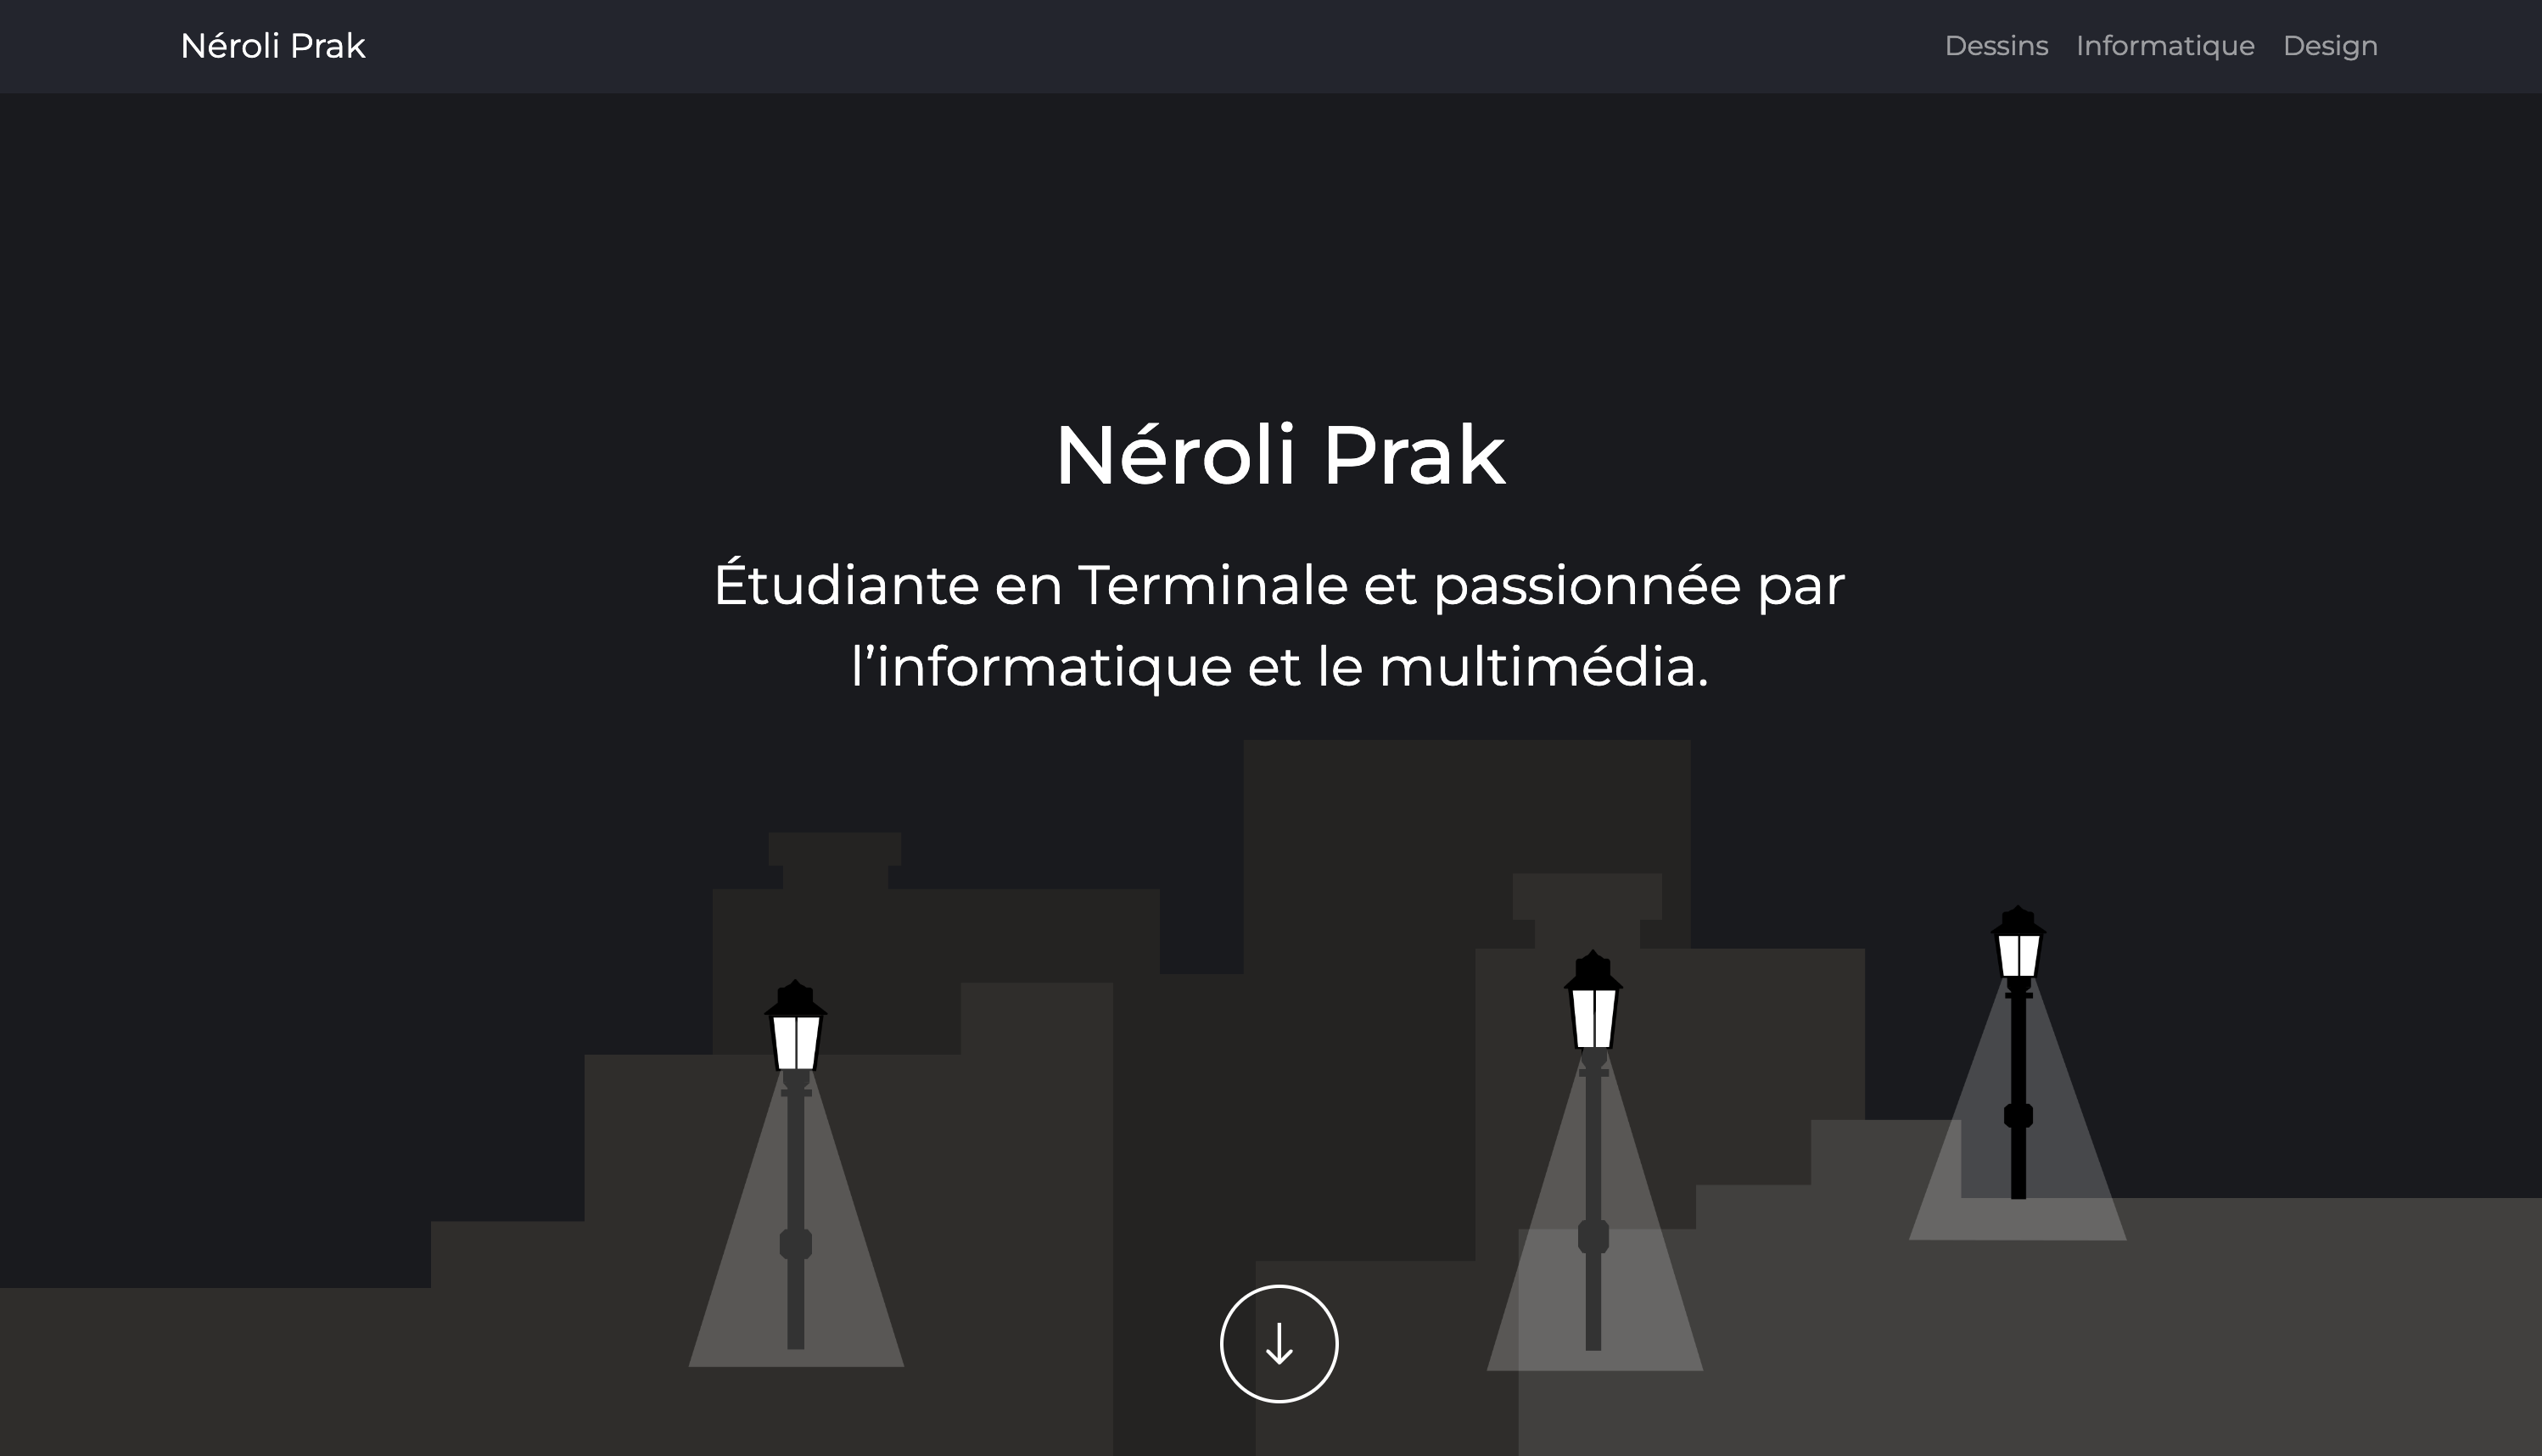 Néroli Prak
Dessins Informatique Design
Néroli Prak
Étudiante en Terminale et passionnée par
l'informatique et le multimédia.